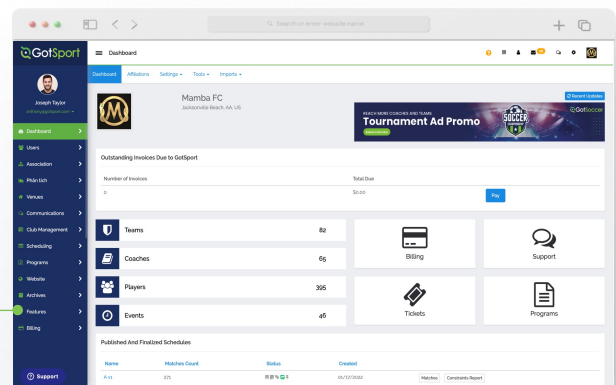 Search or enter website name
GotSport
Dashboard
Dashboard
Affiliations
Settings
Tools
Imports
Joseph Taylor
Mamba FC
Jacksonville Beach, AA, US
Recent Updates
REACH MORE COACHES AND TEAMS
Tournament Ad Promo
SOCCER
GotSoccer
Dashboard
Users
Association
Phân tích
Venues
Communications
Club Management
Scheduling
Programs
Website
Archives
Features
Billing
Support
Outstanding Invoices Due to GotSport
Number of Invoices
Total Due
0
$0.00
Pay
Teams 82
Coaches 65
Players 395
Events 46
Billing
Support
Tickets
Programs
Published And Finalized Schedules
Name
Matches Count
Status
Created
271
01/17/2022
Matches
Constraints Report